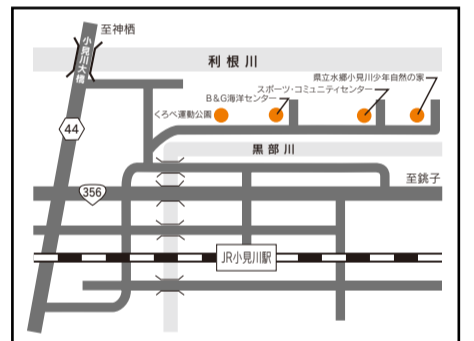 至神栖
小見川大橋
利根川
県立水郷小見川少年自然の家
スポーツ・コミュニティセンター
B&G海洋センター
くろべ運動公園
44
黒部川
至銚子
356
JR小見川駅